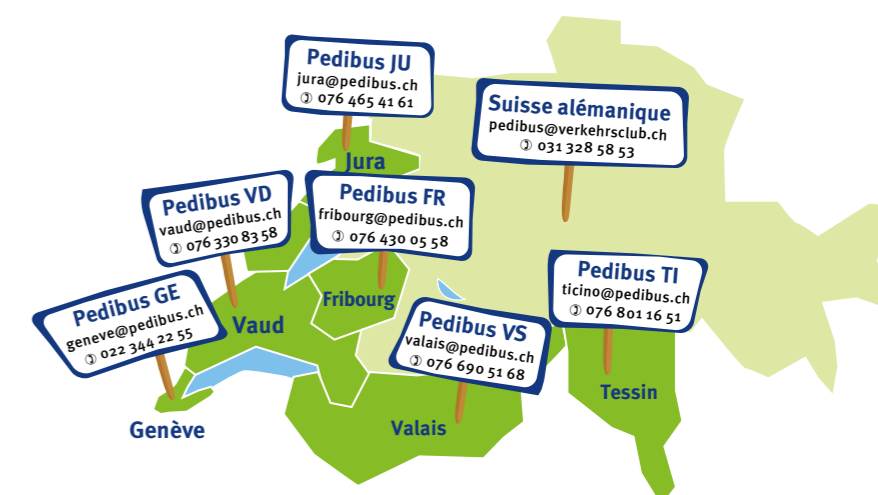 Pedibus JU
jura@pedibus.ch
✆ 076 465 41 61
Suisse alémanique
pedibus@verkehrsclub.ch
✆ 031 328 58 53
Jura
Pedibus VD
vaud@pedibus.ch
✆ 076 330 83 58
Pedibus FR
fribourg@pedibus.ch
✆ 076 430 05 58
Pedibus TI
ticino@pedibus.ch
✆ 076 801 16 51
Pedibus GE
geneve@pedibus.ch
✆ 022 344 22 55
Fribourg
Vaud
Pedibus VS
valais@pedibus.ch
✆ 076 690 51 68
Tessin
Genève
Valais